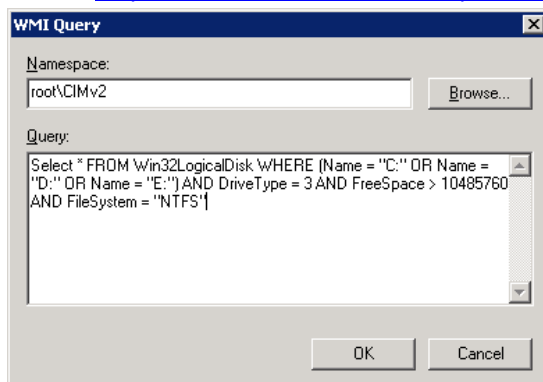 WMI Query
Namespace:
root\CIMv2
Browse...
Query:
Select * FROM Win32LogicalDisk WHERE (Name = "C:" OR Name =
"D:" OR Name = "E:") AND DriveType = 3 AND FreeSpace > 10485760
AND FileSystem = "NTFS"
OK
Cancel